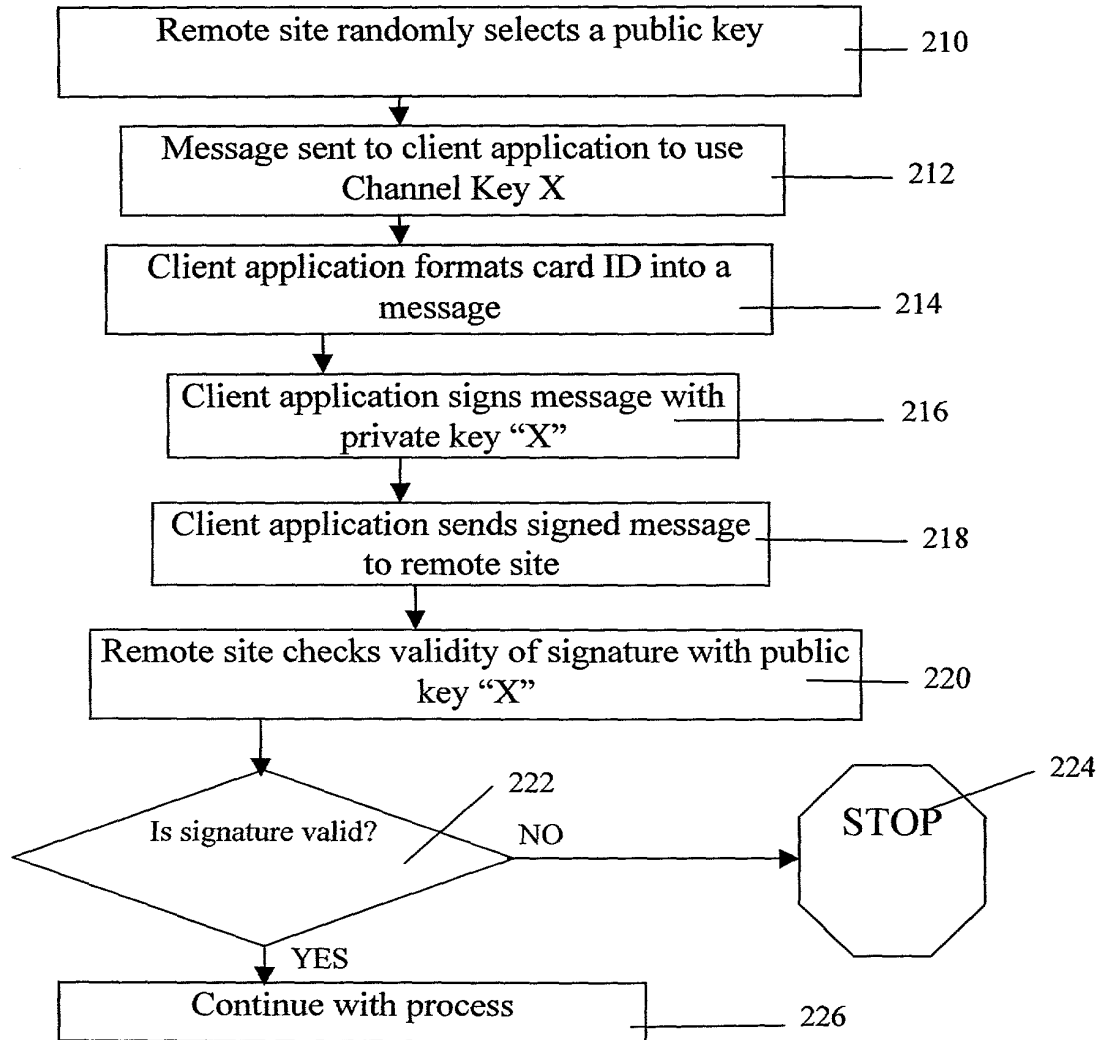 Remote site randomly selects a public key
210
Message sent to client application to use
Channel Key X
212
Client application formats card ID into a
message
214
Client application signs message with
private key “X”
216
Client application sends signed message
to remote site
218
Remote site checks validity of signature with public
key “X”
220
Is signature valid?
222
NO
STOP
224
YES
Continue with process
226